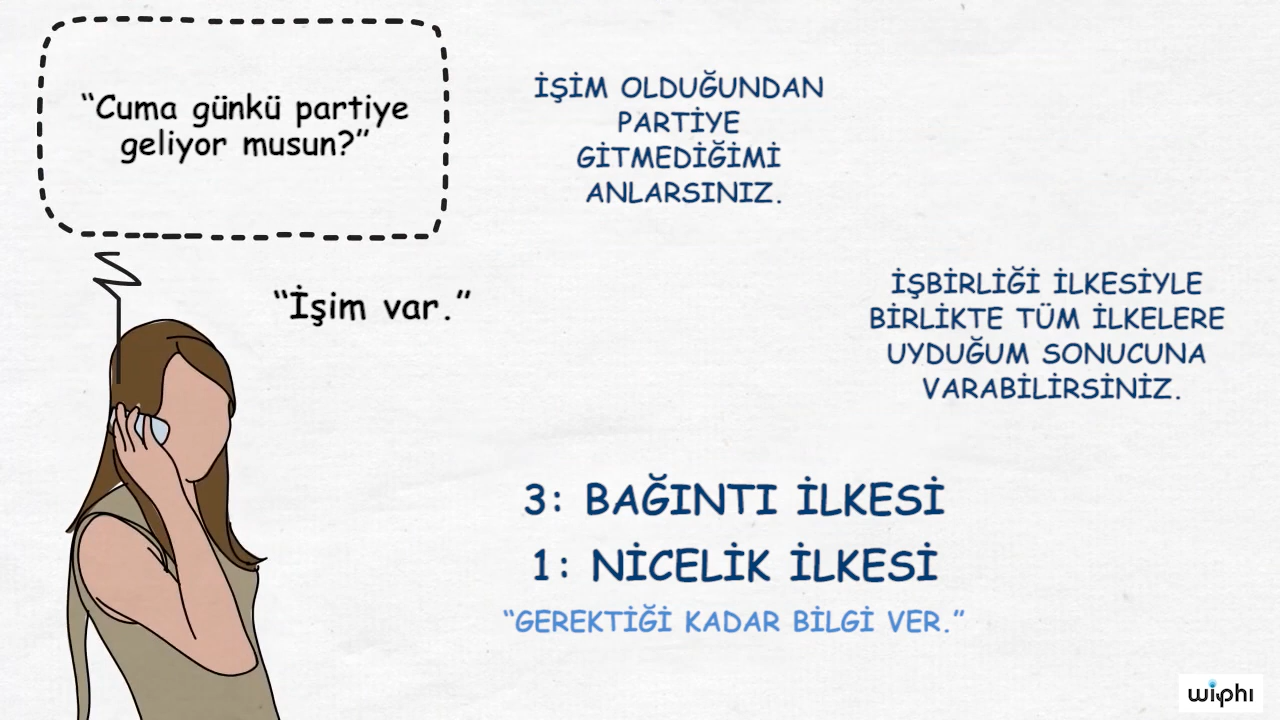 “Cuma günkü partiye
geliyor musun?”
“İşim var.”
İŞİM OLDUĞUNDAN
PARTİYE
GİTMEDİĞİMİ
ANLARSINIZ.
İŞBİRLİĞİ İLKESİYLE
BİRLİKTE TÜM İLKELERE
UYDUĞUM SONUCUNA
VARABİLİRSİNİZ.
3: BAĞINTI İLKESİ
1: NİCELİK İLKESİ
“GEREKTİĞİ KADAR BİLGİ VER.”
wiphi